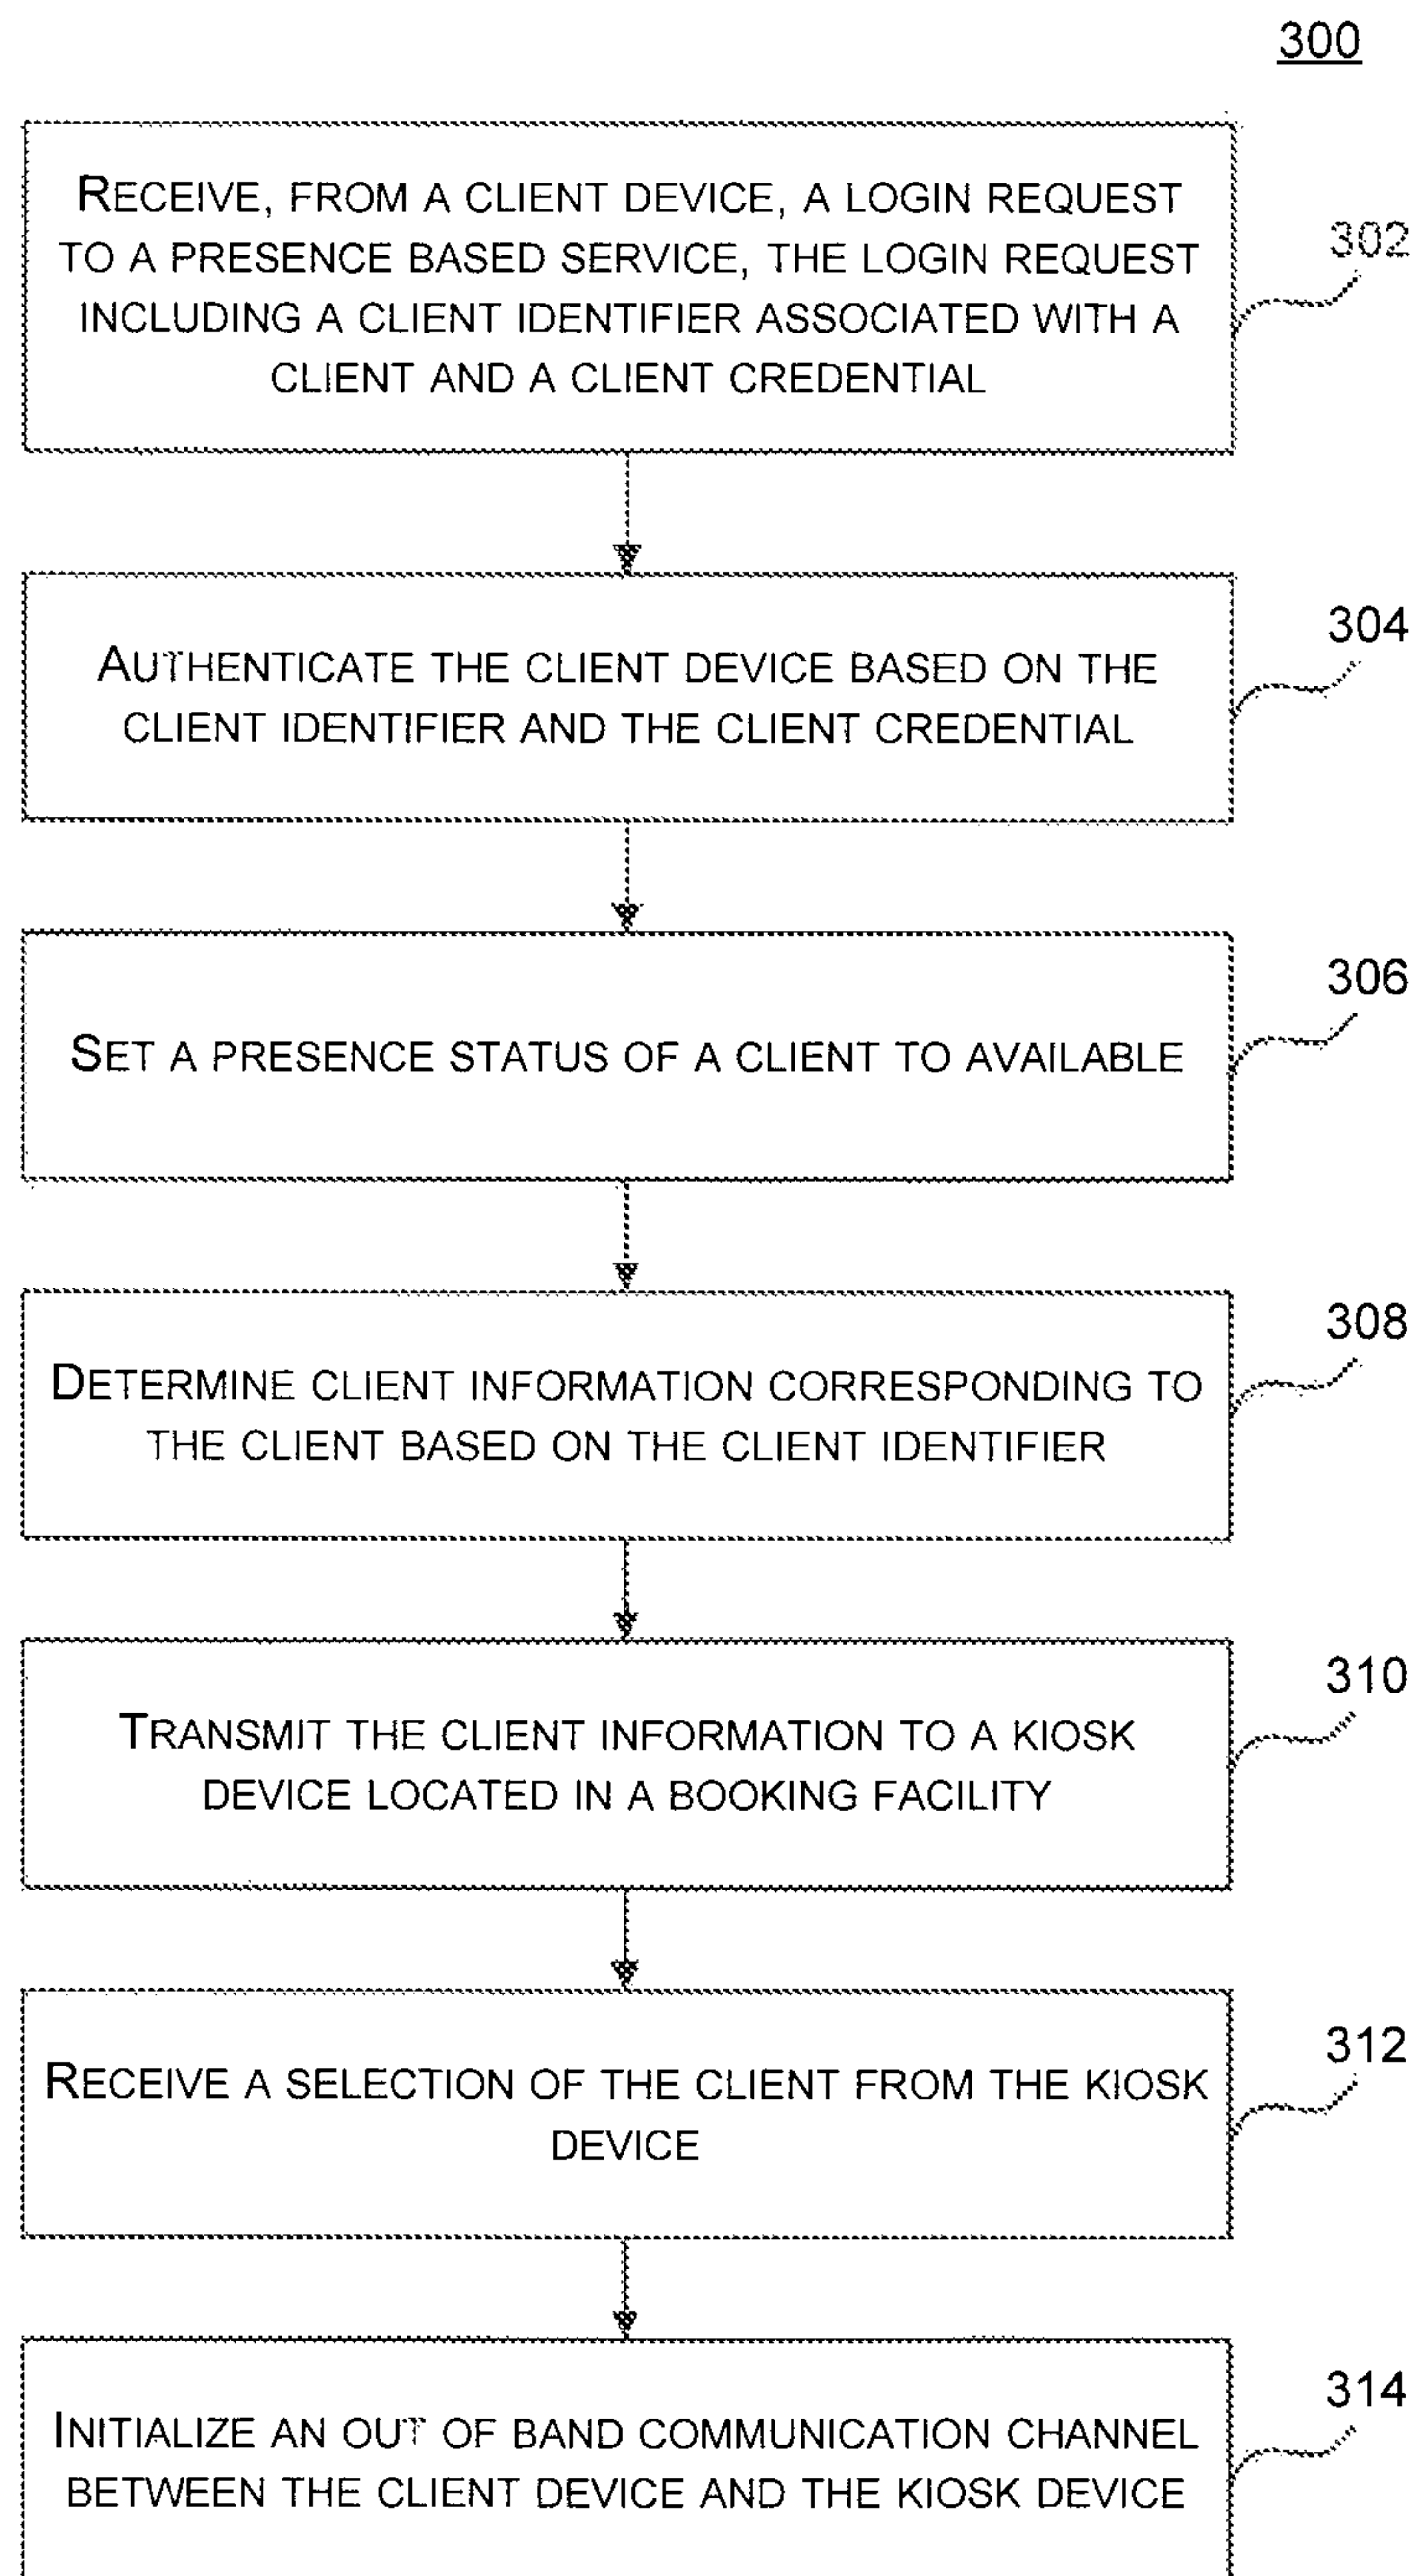 300
RECEIVE, FROM A CLIENT DEVICE, A LOGIN REQUEST
TO A PRESENCE BASED SERVICE, THE LOGIN REQUEST
INCLUDING A CLIENT IDENTIFIER ASSOCIATED WITH A
CLIENT AND A CLIENT CREDENTIAL
302
AUTHENTICATE THE CLIENT DEVICE BASED ON THE
CLIENT IDENTIFIER AND THE CLIENT CREDENTIAL
304
SET A PRESENCE STATUS OF A CLIENT TO AVAILABLE
306
DETERMINE CLIENT INFORMATION CORRESPONDING TO
THE CLIENT BASED ON THE CLIENT IDENTIFIER
308
TRANSMIT THE CLIENT INFORMATION TO A KIOSK
DEVICE LOCATED IN A BOOKING FACILITY
310
RECEIVE A SELECTION OF THE CLIENT FROM THE KIOSK
DEVICE
312
INITIALIZE AN OUT OF BAND COMMUNICATION CHANNEL
BETWEEN THE CLIENT DEVICE AND THE KIOSK DEVICE
314